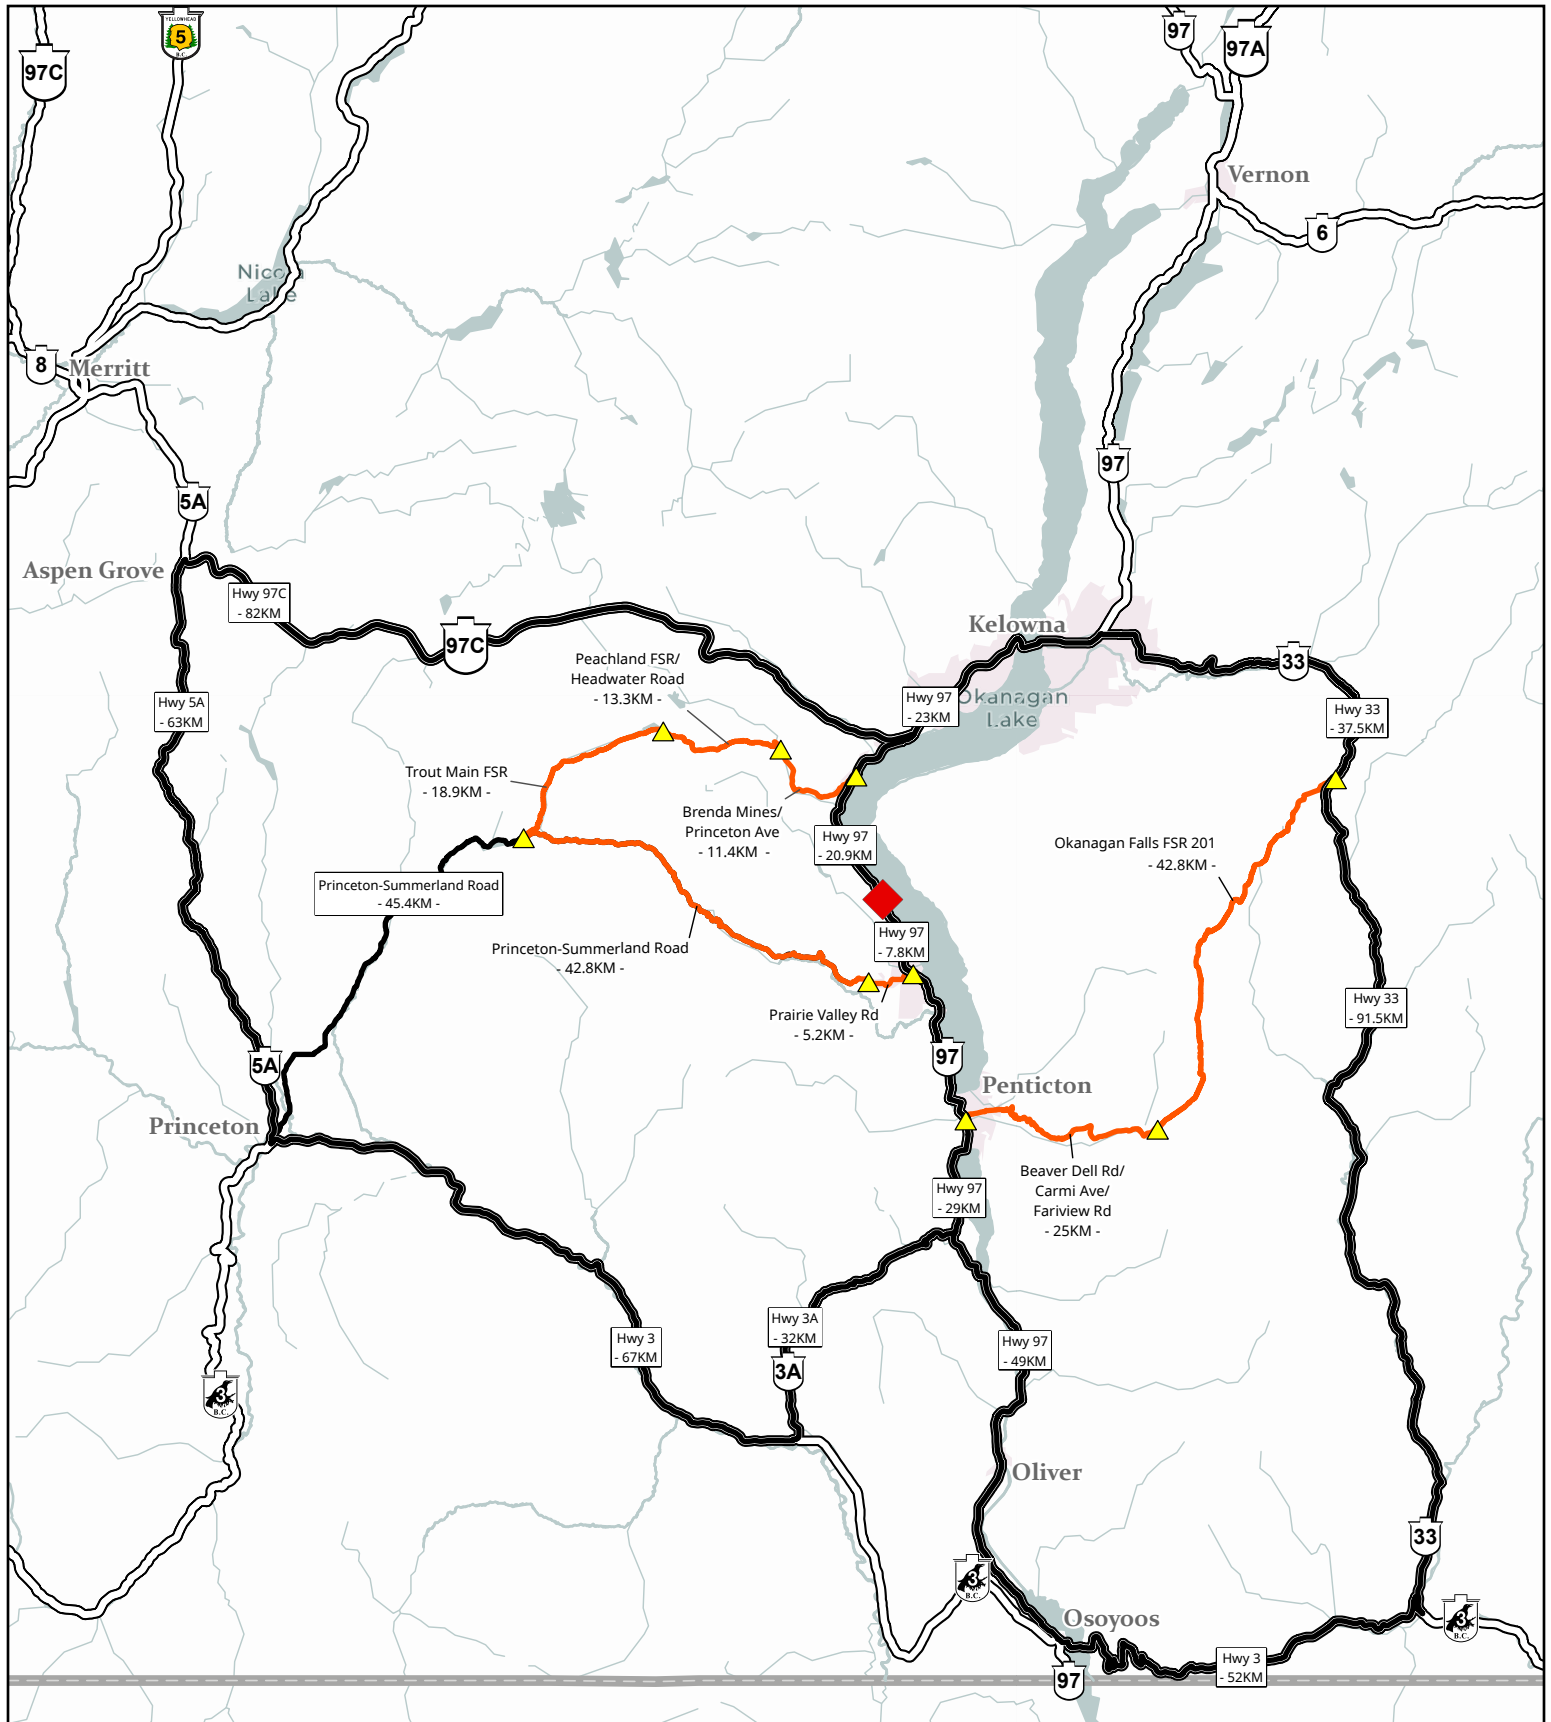 97C
YELLOWHEAD
5
B.C.
97
97A
Vernon
6
Nicola
Lake
8
Merritt
97
5A
Aspen Grove
Hwy 97C
- 82KM
97C
Kelowna
33
Peachland FSR/
Headwater Road
- 13.3KM -
Hwy 97
- 23KM
Okanagan
Lake
Hwy 5A
- 63KM
Hwy 33
- 37.5KM
Trout Main FSR
- 18.9KM -
Brenda Mines/
Princeton Ave
- 11.4KM -
Hwy 97
- 20.9KM
Okanagan Falls FSR 201
- 42.8KM -
Princeton-Summerland Road
- 45.4KM -
Princeton-Summerland Road
- 42.8KM -
Hwy 97
- 7.8KM
Prairie Valley Rd
- 5.2KM -
Hwy 33
- 91.5KM
5A
97
Penticton
Princeton
Beaver Dell Rd/
Carmi Ave/
Fariview Rd
- 25KM -
Hwy 97
- 29KM
Hwy 3
- 67KM
Hwy 3A
- 32KM
3A
Hwy 97
- 49KM
3
B.C.
Oliver
33
3
B.C.
Osoyoos
3
B.C.
Hwy 3
- 52KM
97